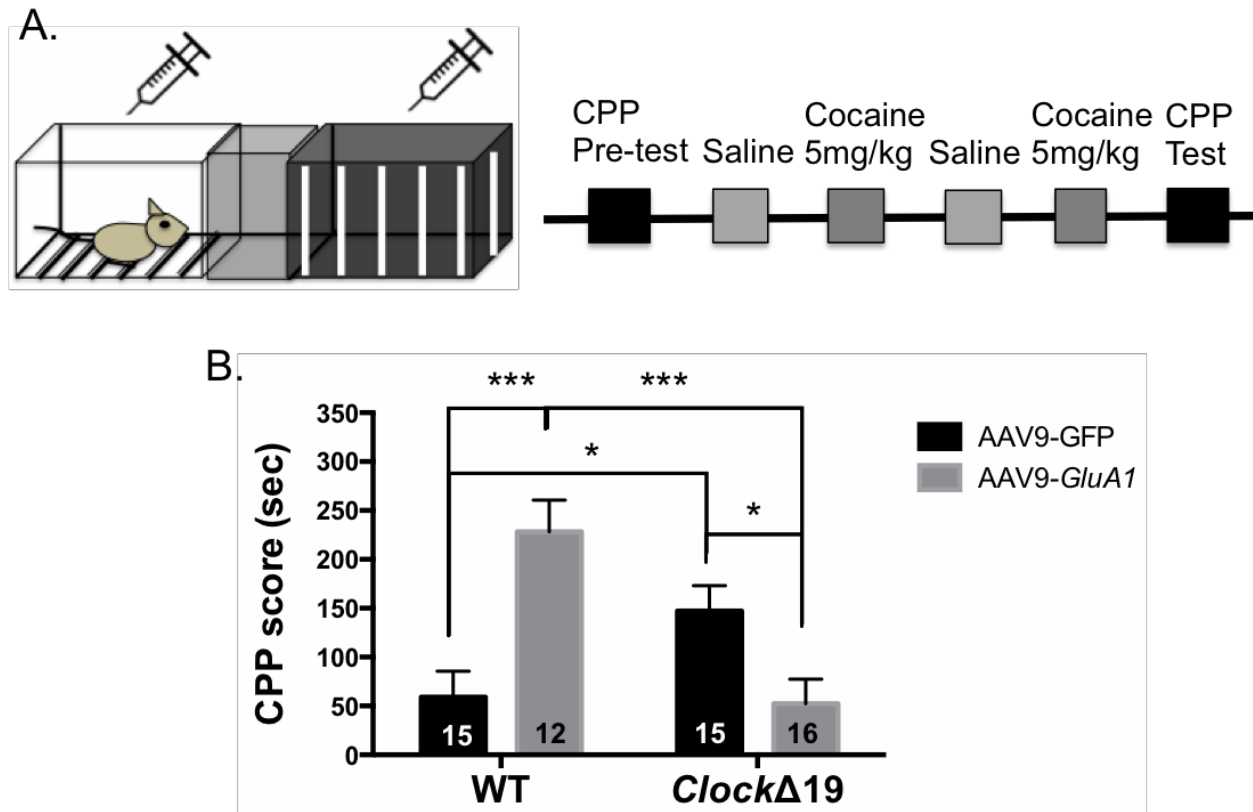 A.
CPP
Pre-test
Saline
Cocaine
5mg/kg
Saline
Cocaine
5mg/kg
CPP
Test
B.
*** ***
*
*
350
300
250
200
150
100
50
0
CPP score (sec)
15
12
15
16
WT
ClockΔ19
AAV9-GFP
AAV9-GluA1